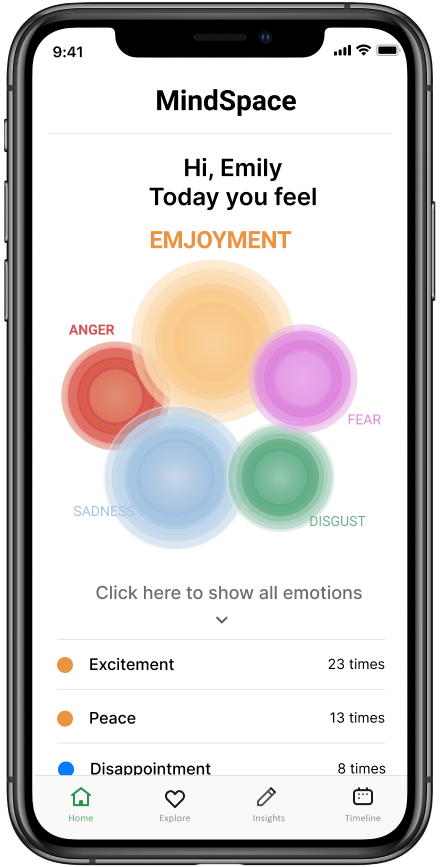 9:41
MindSpace
Hi, Emily
Today you feel
EMJOYMENT
ANGER
FEAR
SADNESS
DISGUST
Click here to show all emotions
Excitement 23 times
Peace 13 times
Disappointment 8 times
Home Explore Insights Timeline